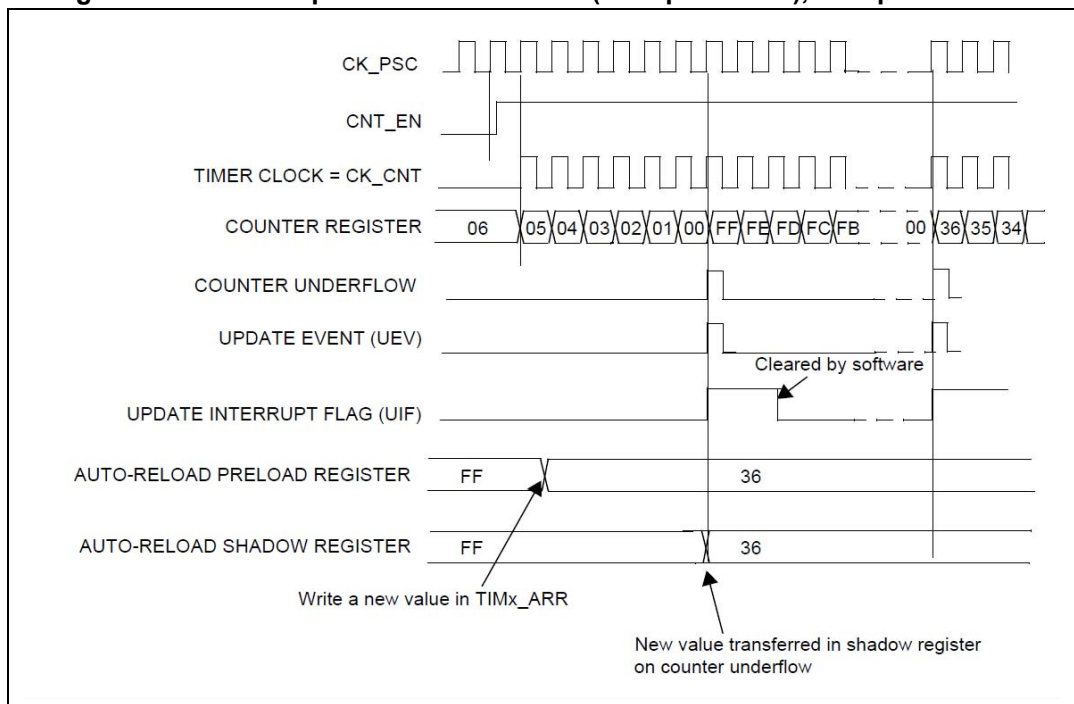 CK_PSC
CNT_EN
TIMER CLOCK = CK_CNT
COUNTER REGISTER 06 05 04 03 02 01 00 FF FE FD FC FB 00 36 35 34
COUNTER UNDERFLOW
UPDATE EVENT (UEV)
Cleared by software
UPDATE INTERRUPT FLAG (UIF)
AUTO-RELOAD PRELOAD REGISTER FF 36
AUTO-RELOAD SHADOW REGISTER FF 36
Write a new value in TIMx_ARR
New value transferred in shadow register
on counter underflow